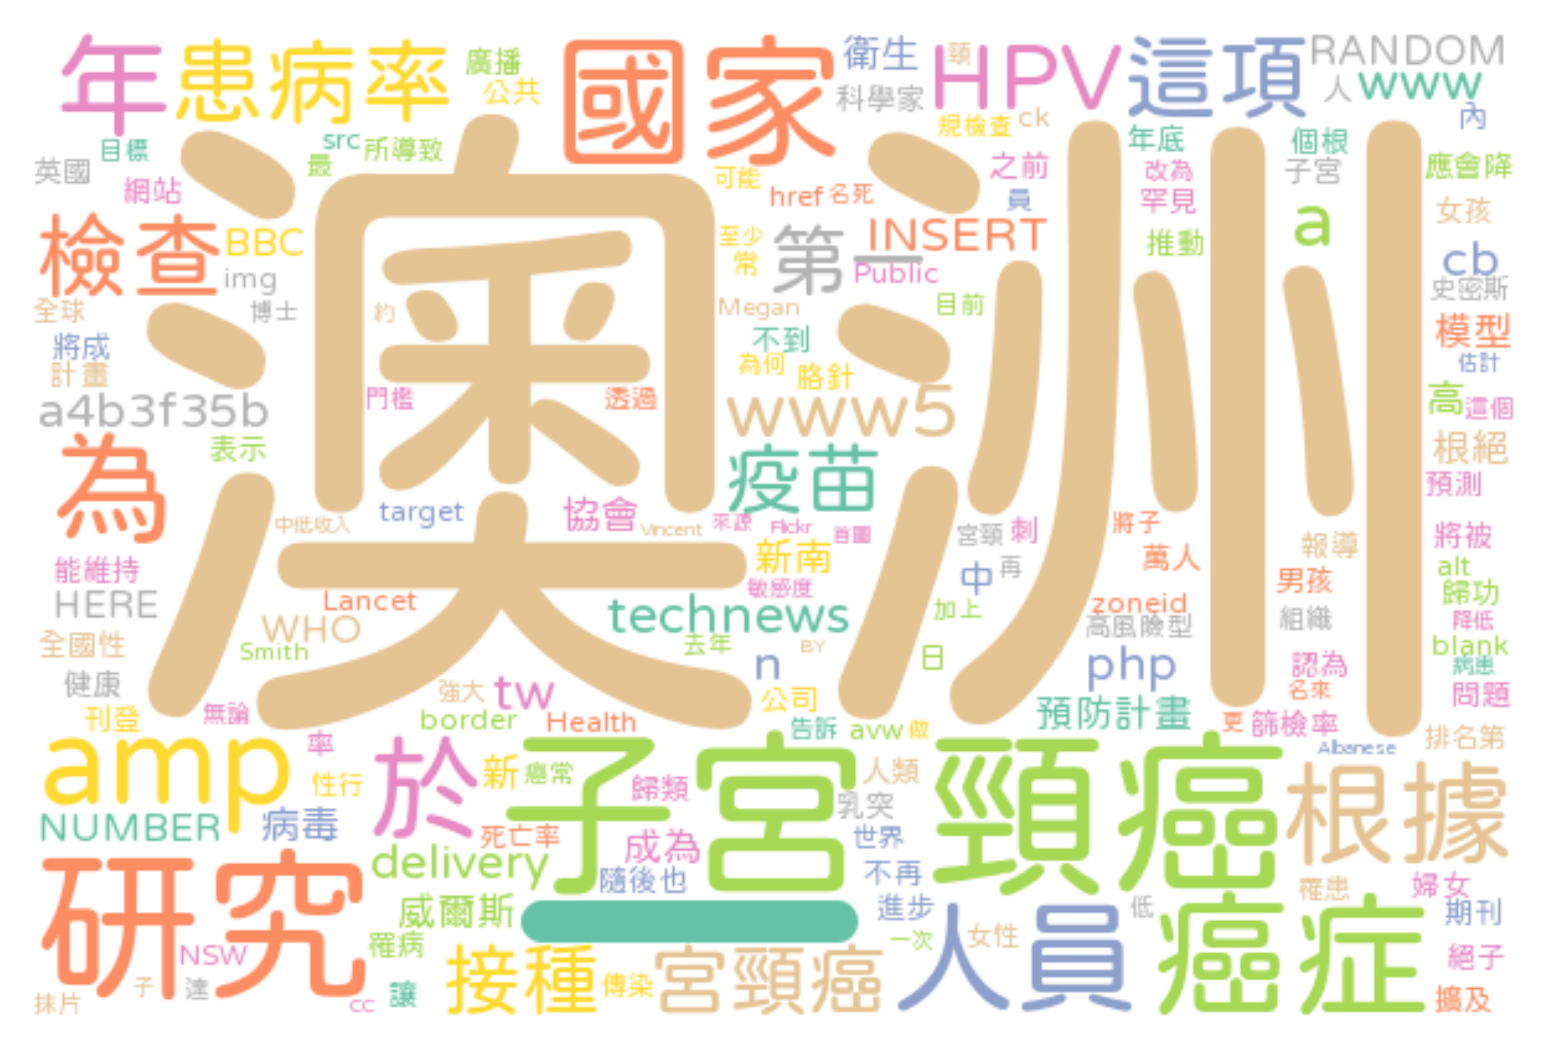 年
患病率
廣播
公共
國家
衛生
科學家
HPV
頸
這項
RANDOM
人
www
內
目標
src
所導致
最
英國
網站
規檢查
ck
之前
員
年底
改為
罕見
個根
子宮
應會降
可能
href
名死
檢查
BBC
img
博士
全球
將成
計畫
a4b3f35b
至少
常
第一
INSERT
Public
Megan
目前
不到
為何
胳針
推動
a
女孩
cb
史密斯
模型
估計
高
這個
根絕
預測
約
門檻
透過
www5
澳洲
為
表示
疫苗
target
中低收入
協會
Vincent
來源
Flickr
首圖
新南
敏感度
宮頸
刺
中
再
將子
萬人
報導
將被
能維持
HERE
Lancet
WHO
全國性
Smith
健康
technews
去年
BY
加上
日
n
zoneid
高風險型
php
男孩
組織
alt
歸功
降低
blank
病患
認為
名來
問題
刊登
無論
強大
tw
border
Health
公司
告訴
avw
做
預防計畫
更
篩檢率
Albanese
排名第
amp
率
性行
於
新
癌常
子宮頸癌
歸類
人類
乳突
根據
NUMBER
病毒
死亡率
成為
世界
delivery
隨後也
不再
研究
威爾斯
進步
低
罹患
婦女
期刊
NSW
罹病
一次
女性
人員
癌症
絕子
抹片
子
達
cc
讓
接種
傳染
宮頸癌
擴及